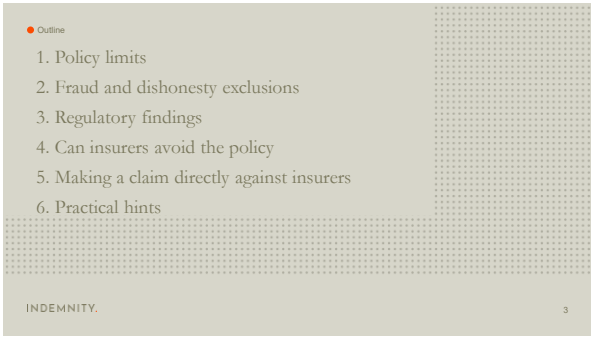 Outline
1. Policy limits
2. Fraud and dishonesty exclusions
3. Regulatory findings
4. Can insurers avoid the policy
5. Making a claim directly against insurers
6. Practical hints
INDEMNITY.
3